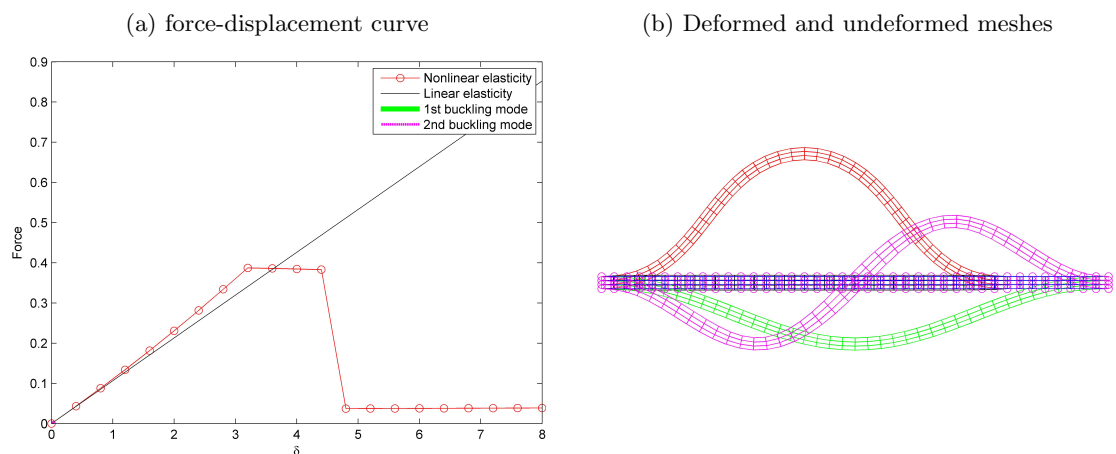 (a) force-displacement curve
(b) Deformed and undeformed meshes
0.9
0.8
0.7
0.6
0.5
0.4
0.3
0.2
0.1
0
Force
0 1 2 3 4 5 6 7 8
δ
Nonlinear elasticity
Linear elasticity
1st buckling mode
2nd buckling mode